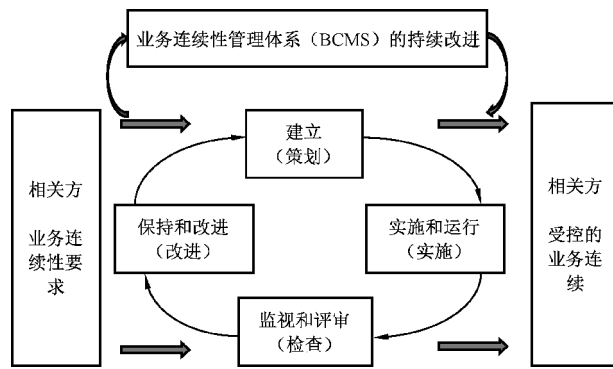 业务连续性管理体系（BCMS）的持续改进
建立
（策划）
相关方
业务连
续性要
求
保持和改进
（改进）
实施和运行
（实施）
相关方
受控的
业务连续
监视和评审
（检查）